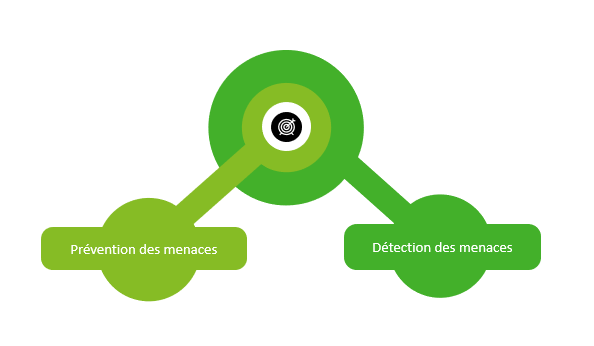 Prévention des menaces
Détection des menaces